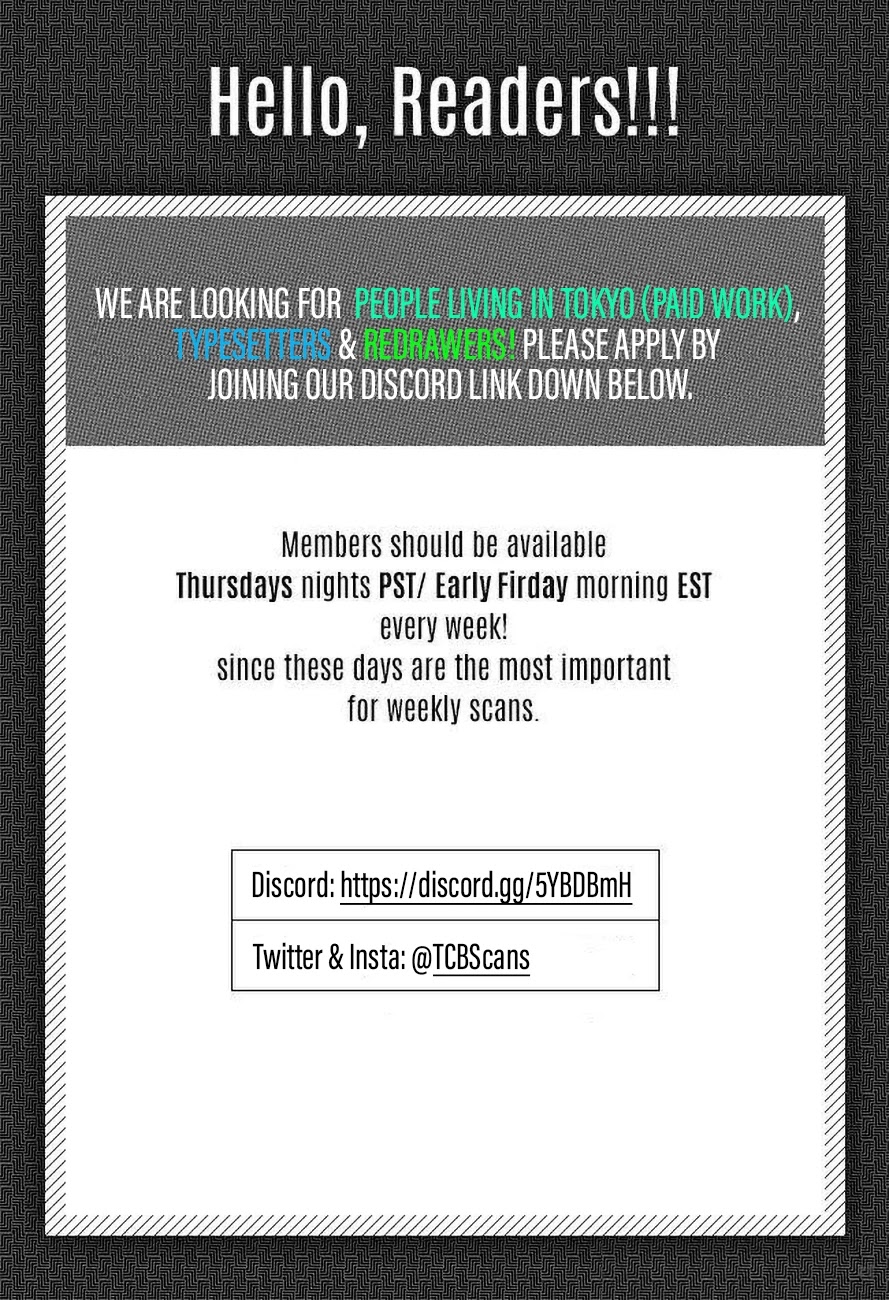 Hello, Readers!!!
WE ARE LOOKING FOR PEOPLE LIVING IN TOKYO (PAID WORK),
TYPESETTERS & REDRAWERS! PLEASE APPLY BY
JOINING OUR DISCORD LINK DOWN BELOW.
Members should be available
Thursdays nights PST/ Early Firday morning EST
every week!
since these days are the most important
for weekly scans.
Discord: https://discord.gg/5YBDBmH
Twitter & Insta: @TCBScans